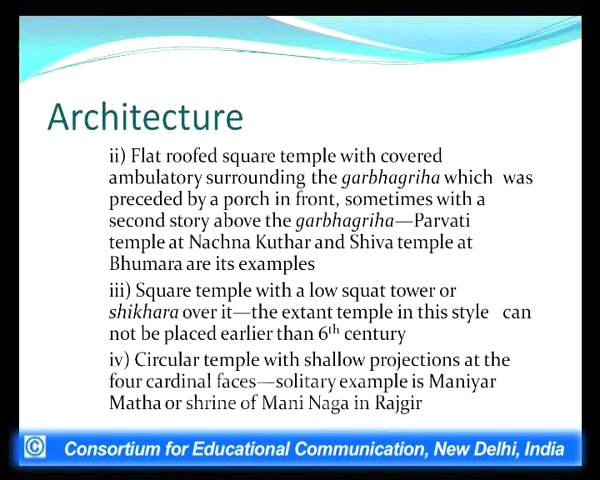 Architecture
ii) Flat roofed square temple with covered
ambulatory surrounding the garbhagriha which was
preceded by a porch in front, sometimes with a
second story above the garbhagriha—Parvati
temple at Nachna Kuthar and Shiva temple at
Bhumara are its examples
iii) Square temple with a low squat tower or
shikhara over it—the extant temple in this style can
not be placed earlier than 6th century
iv) Circular temple with shallow projections at the
four cardinal faces—solitary example is Maniyar
Matha or shrine of Mani Naga in Rajgir
© Consortium for Educational Communication, New Delhi, India